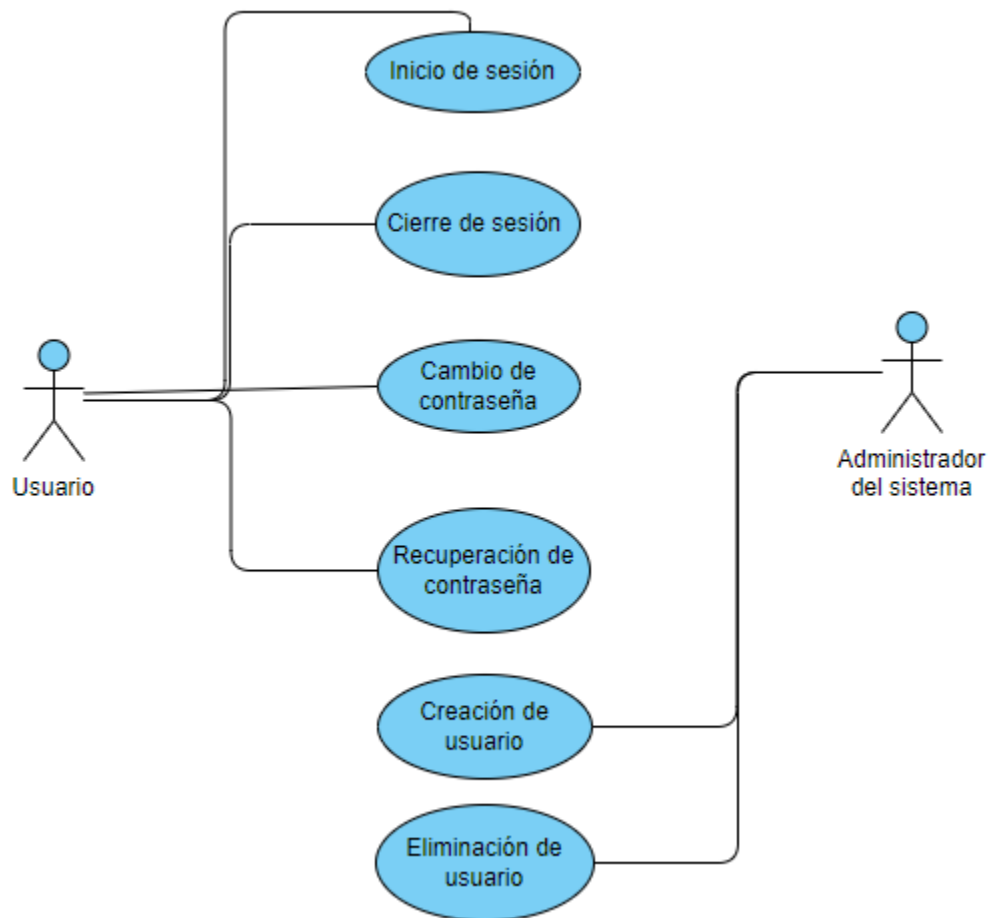 Inicio de sesión
Cierre de sesión
Cambio de
contraseña
Usuario
Administrador
del sistema
Recuperación de
contraseña
Creación de
usuario
Eliminación de
usuario